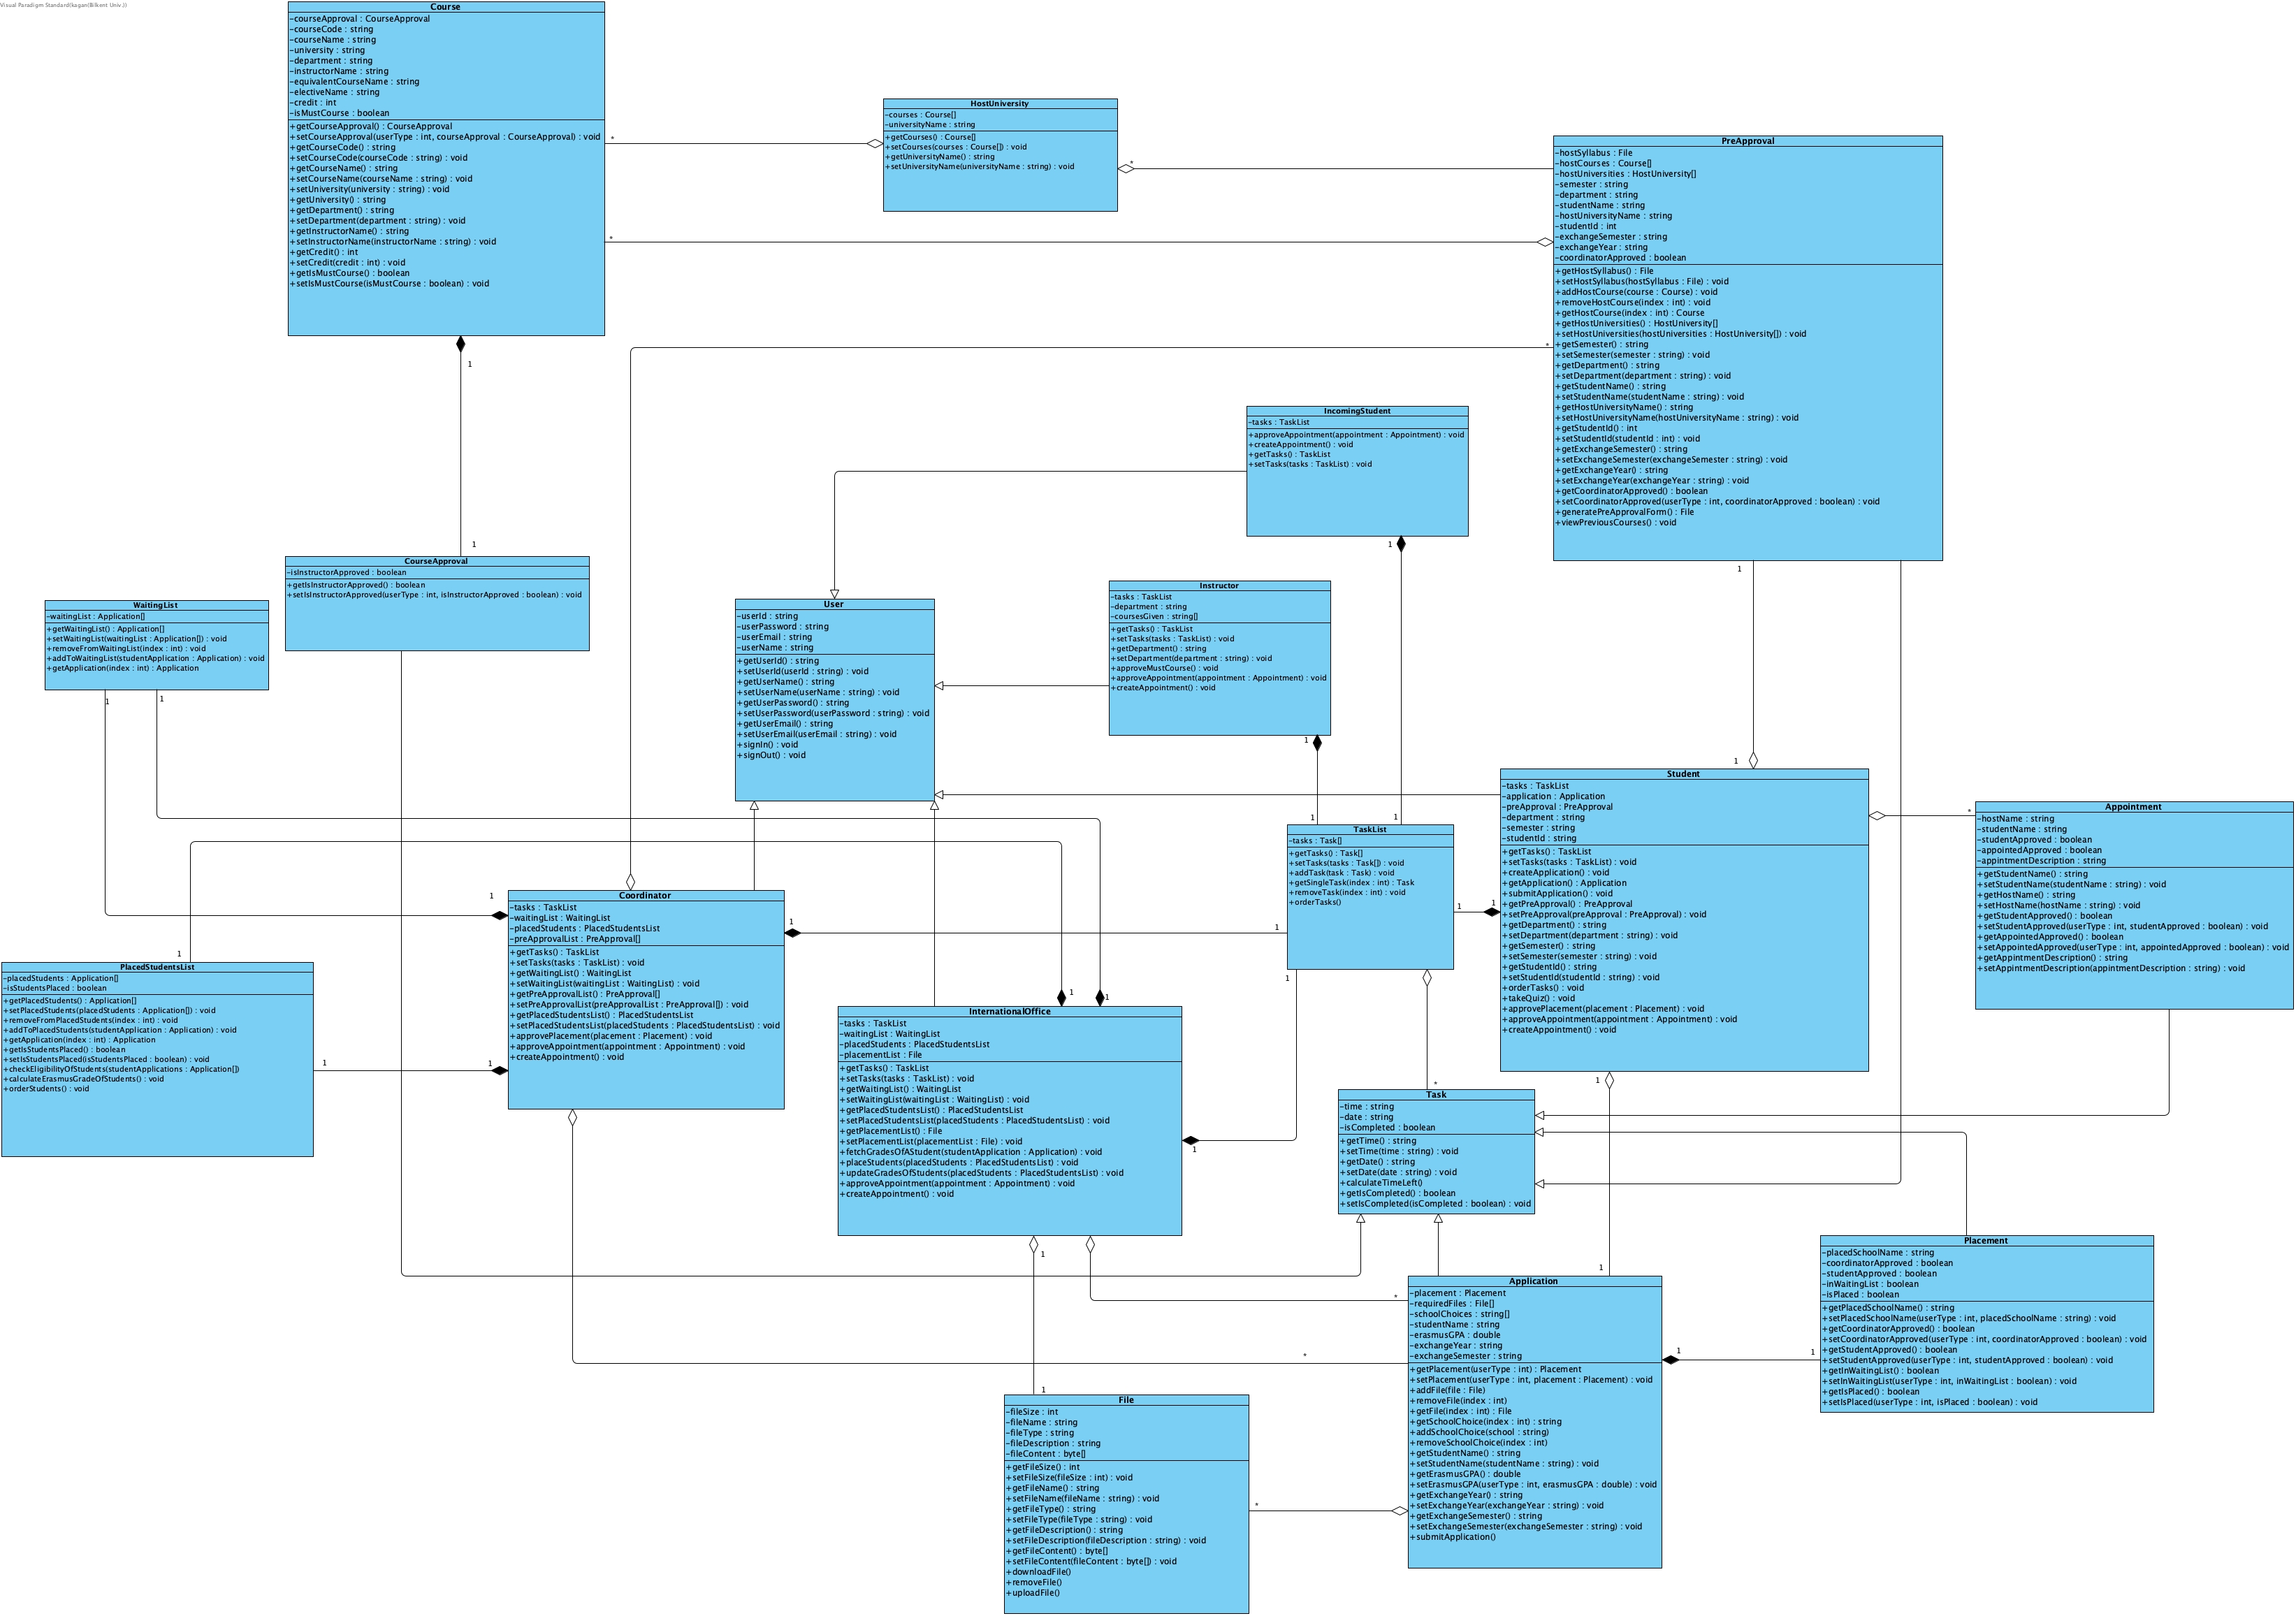 Visual Paradigm Standard(kagan(Bilkent Univ.))
Course
-courseApproval : CourseApproval
-courseCode : string
-courseName : string
-university : string
-department : string
-instructorName : string
-equivalentCourseName : string
-electiveName : string
-credit : int
-isMustCourse : boolean
+getCourseApproval() : CourseApproval
+setCourseApproval(userType : int, courseApproval : CourseApproval) : void
+getCourseCode() : string
+setCourseCode(courseCode : string) : void
+getCourseName() : string
+setCourseName(courseName : string) : void
+setUniversity(university : string) : void
+getUniversity() : string
+getDepartment() : string
+setDepartment(department : string) : void
+getInstructorName() : string
+setInstructorName(instructorName : string) : void
+getCredit() : int
+setCredit(credit : int) : void
+getIsMustCourse() : boolean
+setIsMustCourse(isMustCourse : boolean) : void
*
*
1
1
HostUniversity
-courses : Course[]
-universityName : string
+getCourses() : Course[]
+setCourses(courses : Course[]) : void
+getUniversityName() : string
+setUniversityName(universityName : string) : void
*
PreApproval
-hostSyllabus : File
-hostCourses : Course[]
-hostUniversities : HostUniversity[]
-semester : string
-department : string
-studentName : string
-hostUniversityName : string
-studentId : int
-exchangeSemester : string
-exchangeYear : string
-coordinatorApproved : boolean
+getHostSyllabus() : File
+setHostSyllabus(hostSyllabus : File) : void
+addHostCourse(course : Course) : void
+removeHostCourse(index : int) : void
+getHostCourse(index : int) : Course
+getHostUniversities() : HostUniversity[]
+setHostUniversities(hostUniversities : HostUniversity[]) : void
+getSemester() : string
+setSemester(semester : string) : void
+getDepartment() : string
+setDepartment(department : string) : void
+getStudentName() : string
+setStudentName(studentName : string) : void
+getHostUniversityName() : string
+setHostUniversityName(hostUniversityName : string) : void
+getStudentId() : int
+setStudentId(studentId : int) : void
+getExchangeSemester() : string
+setExchangeSemester(exchangeSemester : string) : void
+getExchangeYear() : string
+setExchangeYear(exchangeYear : string) : void
+getCoordinatorApproved() : boolean
+setCoordinatorApproved(userType : int, coordinatorApproved : boolean) : void
+generatePreApprovalForm() : File
+viewPreviousCourses() : void
*
1
1
IncomingStudent
-tasks : TaskList
+approveAppointment(appointment : Appointment) : void
+createAppointment() : void
+getTasks() : TaskList
+setTasks(tasks : TaskList) : void
1
1
CourseApproval
-isInstructorApproved : boolean
+getIsInstructorApproved() : boolean
+setIsInstructorApproved(userType : int, isInstructorApproved : boolean) : void
WaitingList
-waitingList : Application[]
+getWaitingList() : Application[]
+setWaitingList(waitingList : Application[]) : void
+removeFromWaitingList(index : int) : void
+addToWaitingList(studentApplication : Application) : void
+getApplication(index : int) : Application
1
1
User
-userId : string
-userPassword : string
-userEmail : string
-userName : string
+getUserId() : string
+setUserId(userId : string) : void
+getUserName() : string
+setUserName(userName : string) : void
+getUserPassword() : string
+setUserPassword(userPassword : string) : void
+getUserEmail() : string
+setUserEmail(userEmail : string) : void
+signIn() : void
+signOut() : void
Instructor
-tasks : TaskList
-department : string
-coursesGiven : string[]
+getTasks() : TaskList
+setTasks(tasks : TaskList) : void
+getDepartment() : string
+setDepartment(department : string) : void
+approveMustCourse() : void
+approveAppointment(appointment : Appointment) : void
+createAppointment() : void
1
1
TaskList
-tasks : Task[]
+getTasks() : Task[]
+setTasks(tasks : Task[]) : void
+addTask(task : Task) : void
+getSingleTask(index : int) : Task
+removeTask(index : int) : void
+orderTasks()
1
1
1
1
*
Student
-tasks : TaskList
-application : Application
-preApproval : PreApproval
-department : string
-semester : string
-studentId : string
+getTasks() : TaskList
+setTasks(tasks : TaskList) : void
+createApplication() : void
+getApplication() : Application
+submitApplication() : void
+getPreApproval() : PreApproval
+setPreApproval(preApproval : PreApproval) : void
+getDepartment() : string
+setDepartment(department : string) : void
+getSemester() : string
+setSemester(semester : string) : void
+getStudentId() : string
+setStudentId(studentId : string) : void
+orderTasks() : void
+takeQuiz() : void
+approvePlacement(placement : Placement) : void
+approveAppointment(appointment : Appointment) : void
+createAppointment() : void
*
1
1
Appointment
-hostName : string
-studentName : string
-studentApproved : boolean
-appointedApproved : boolean
-appintmentDescription : string
+getStudentName() : string
+setStudentName(studentName : string) : void
+getHostName() : string
+setHostName(hostName : string) : void
+getStudentApproved() : boolean
+setStudentApproved(userType : int, studentApproved : boolean) : void
+getAppointedApproved() : boolean
+setAppointedApproved(userType : int, appointedApproved : boolean) : void
+getAppintmentDescription() : string
+setAppintmentDescription(appintmentDescription : string) : void
Coordinator
-tasks : TaskList
-waitingList : WaitingList
-placedStudents : PlacedStudentsList
-preApprovalList : PreApproval[]
+getTasks() : TaskList
+setTasks(tasks : TaskList) : void
+getWaitingList() : WaitingList
+setWaitingList(waitingList : WaitingList) : void
+getPreApprovalList() : PreApproval[]
+setPreApprovalList(preApprovalList : PreApproval[]) : void
+getPlacedStudentsList() : PlacedStudentsList
+setPlacedStudentsList(placedStudents : PlacedStudentsList) : void
+approvePlacement(placement : Placement) : void
+approveAppointment(appointment : Appointment) : void
+createAppointment() : void
1
1
1
PlacedStudentsList
-placedStudents : Application[]
-isStudentsPlaced : boolean
+getPlacedStudents() : Application[]
+setPlacedStudents(placedStudents : Application[]) : void
+removeFromPlacedStudents(index : int) : void
+addToPlacedStudents(studentApplication : Application) : void
+getApplication(index : int) : Application
+getIsStudentsPlaced() : boolean
+setIsStudentsPlaced(isStudentsPlaced : boolean) : void
+checkEligibilityOfStudents(studentApplications : Application[])
+calculateErasmusGradeOfStudents() : void
+orderStudents() : void
1
1
InternationalOffice
-tasks : TaskList
-waitingList : WaitingList
-placedStudents : PlacedStudentsList
-placementList : File
+getTasks() : TaskList
+setTasks(tasks : TaskList) : void
+getWaitingList() : WaitingList
+setWaitingList(waitingList : WaitingList) : void
+getPlacedStudentsList() : PlacedStudentsList
+setPlacedStudentsList(placedStudents : PlacedStudentsList) : void
+getPlacementList() : File
+setPlacementList(placementList : File) : void
+fetchGradesOfAStudent(studentApplication : Application) : void
+placeStudents(placedStudents : PlacedStudentsList) : void
+updateGradesOfStudents(placedStudents : PlacedStudentsList) : void
+approveAppointment(appointment : Appointment) : void
+createAppointment() : void
1
1
1
1
*
*
Task
-time : string
-date : string
-isCompleted : boolean
+getTime() : string
+setTime(time : string) : void
+getDate() : string
+setDate(date : string) : void
+calculateTimeLeft()
+getIsCompleted() : boolean
+setIsCompleted(isCompleted : boolean) : void
Placement
-placedSchoolName : string
-coordinatorApproved : boolean
-studentApproved : boolean
-inWaitingList : boolean
-isPlaced : boolean
+getPlacedSchoolName() : string
+setPlacedSchoolName(userType : int, placedSchoolName : string) : void
+getCoordinatorApproved() : boolean
+setCoordinatorApproved(userType : int, coordinatorApproved : boolean) : void
+getStudentApproved() : boolean
+setStudentApproved(userType : int, studentApproved : boolean) : void
+getInWaitingList() : boolean
+setInWaitingList(userType : int, inWaitingList : boolean) : void
+getIsPlaced() : boolean
+setIsPlaced(userType : int, isPlaced : boolean) : void
Application
-placement : Placement
-requiredFiles : File[]
-schoolChoices : string[]
-studentName : string
-erasmusGPA : double
-exchangeYear : string
-exchangeSemester : string
+getPlacement(userType : int) : Placement
+setPlacement(userType : int, placement : Placement) : void
+addFile(file : File)
+removeFile(index : int)
+getFile(index : int) : File
+getSchoolChoice(index : int) : string
+addSchoolChoice(school : string)
+removeSchoolChoice(index : int)
+getStudentName() : string
+setStudentName(studentName : string) : void
+getErasmusGPA() : double
+setErasmusGPA(userType : int, erasmusGPA : double) : void
+getExchangeYear() : string
+setExchangeYear(exchangeYear : string) : void
+getExchangeSemester() : string
+setExchangeSemester(exchangeSemester : string) : void
+submitApplication()
1
1
1
File
-fileSize : int
-fileName : string
-fileType : string
-fileDescription : string
-fileContent : byte[]
+getFileSize() : int
+setFileSize(fileSize : int) : void
+getFileName() : string
+setFileName(fileName : string) : void
+getFileType() : string
+setFileType(fileType : string) : void
+getFileDescription() : string
+setFileDescription(fileDescription : string) : void
+getFileContent() : byte[]
+setFileContent(fileContent : byte[]) : void
+downloadFile()
+removeFile()
+uploadFile()
1
*